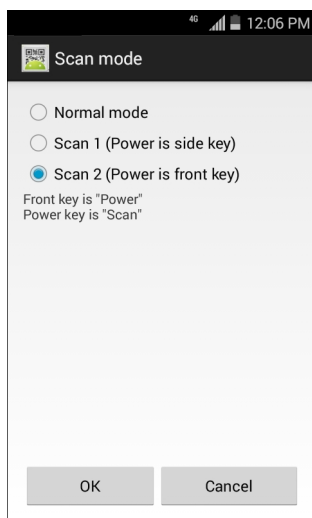 4G 12:06 PM
Scan mode
Normal mode
Scan 1 (Power is side key)
Scan 2 (Power is front key)
Front key is "Power"
Power key is "Scan"
OK Cancel